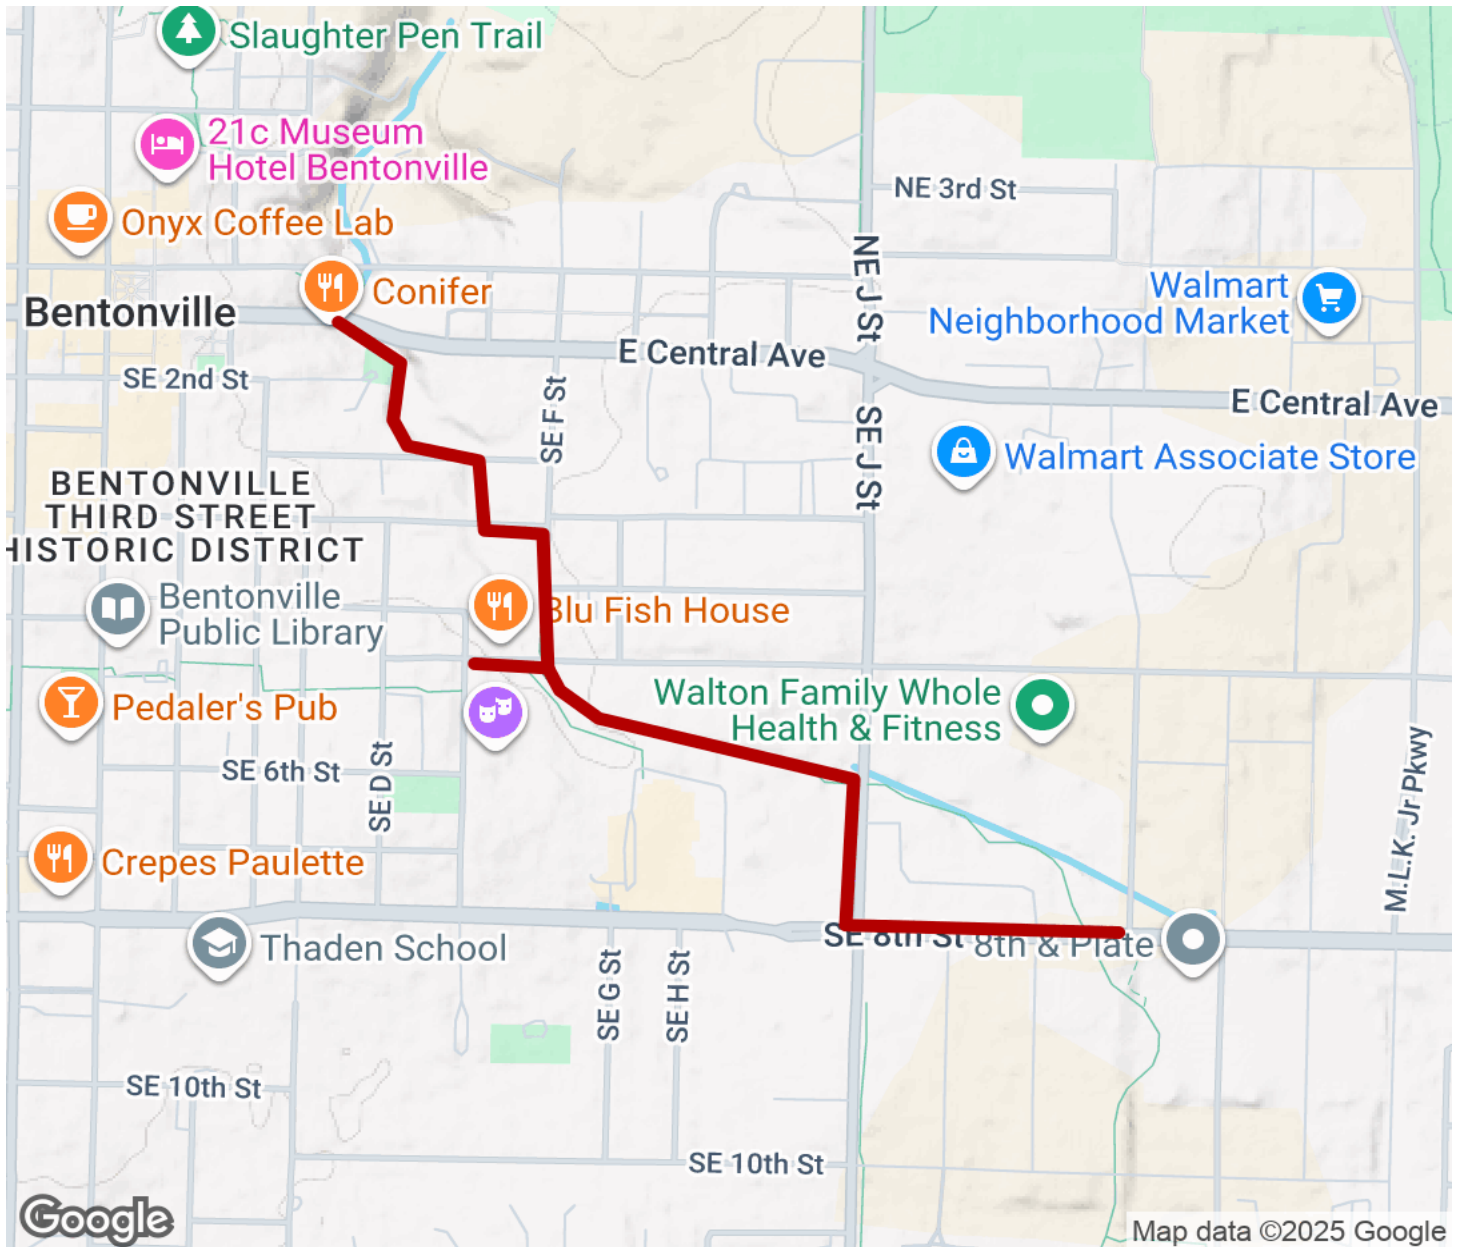 Slaughter Pen Trail
21c Museum
Hotel Bentonville
NE 3rd St
Onyx Coffee Lab
NE J St
Conifer
Walmart
Neighborhood Market
Bentonville
E Central Ave
SE 2nd St
SE F St
E Central Ave
SE J St
Walmart Associate Store
BENTONVILLE
THIRD STREET
HISTORIC DISTRICT
Bentonville
Public Library
Blu Fish House
Walton Family Whole
Health & Fitness
Pedaler's Pub
SE 6th St
SE D St
M.L.K. Jr Pkwy
Crepes Paulette
SE 8th St
8th & Plate
Thaden School
SE G St
SE H St
SE 10th St
SE 10th St
Google
Map data ©2025 Google